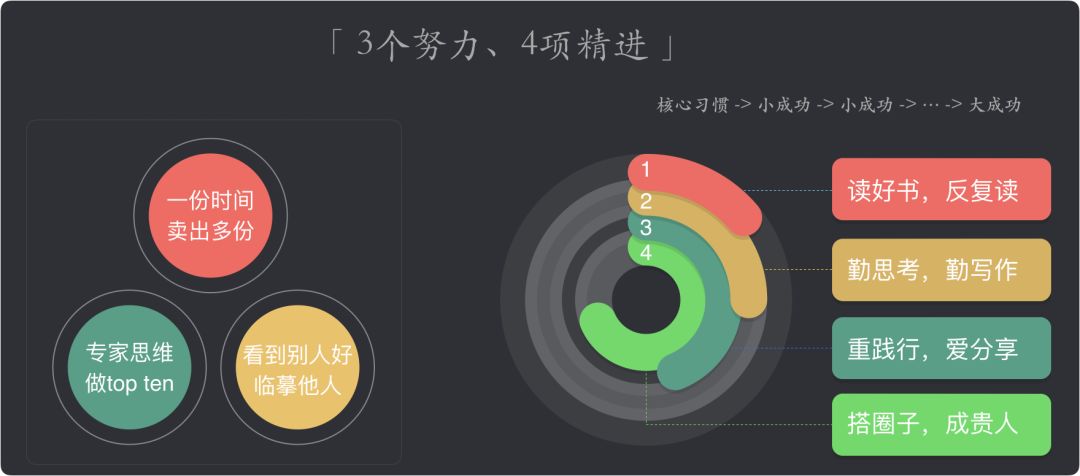 「 3个努力、4项精进 」
核心习惯 -> 小成功 -> 小成功 -> ··· -> 大成功
一份时间
卖出多份
专家思维
做top ten
看到别人好
临摹他人
1
2
3
4
读好书，反复读
勤思考，勤写作
重践行，爱分享
搭圈子，成贵人